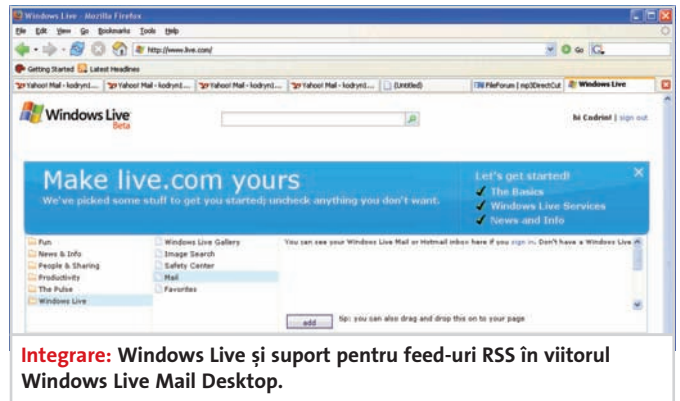 Windows Live - Mozilla Firefox
File Edit View Go Bookmarks Tools Help
http://www.live.com/ Go
Getting Started Latest Headlines
Yahoo! Mail - kodryn1... Yahoo! Mail - kodryn1... Yahoo! Mail - kodryn1... Yahoo! Mail - kodryn1... (Untitled) FileForum | mp3DirectCut Windows Live
Windows Live
Beta
hi Codrin! | sign out
Make live.com yours
We've picked some stuff to get you started; uncheck anything you don't want.
Let's get started!
The Basics
Windows Live Services
News and Info
Fun
News & Info
People & Sharing
Productivity
The Pulse
Windows Live
Windows Live Gallery
Image Search
Safety Center
Mail
Favorites
You can see your Windows Live Mail or Hotmail inbox here if you sign in. Don't have a Windows Live
add tip: you can also drag and drop this on to your page
Integrare: Windows Live și suport pentru feed-uri RSS în viitorul
Windows Live Mail Desktop.